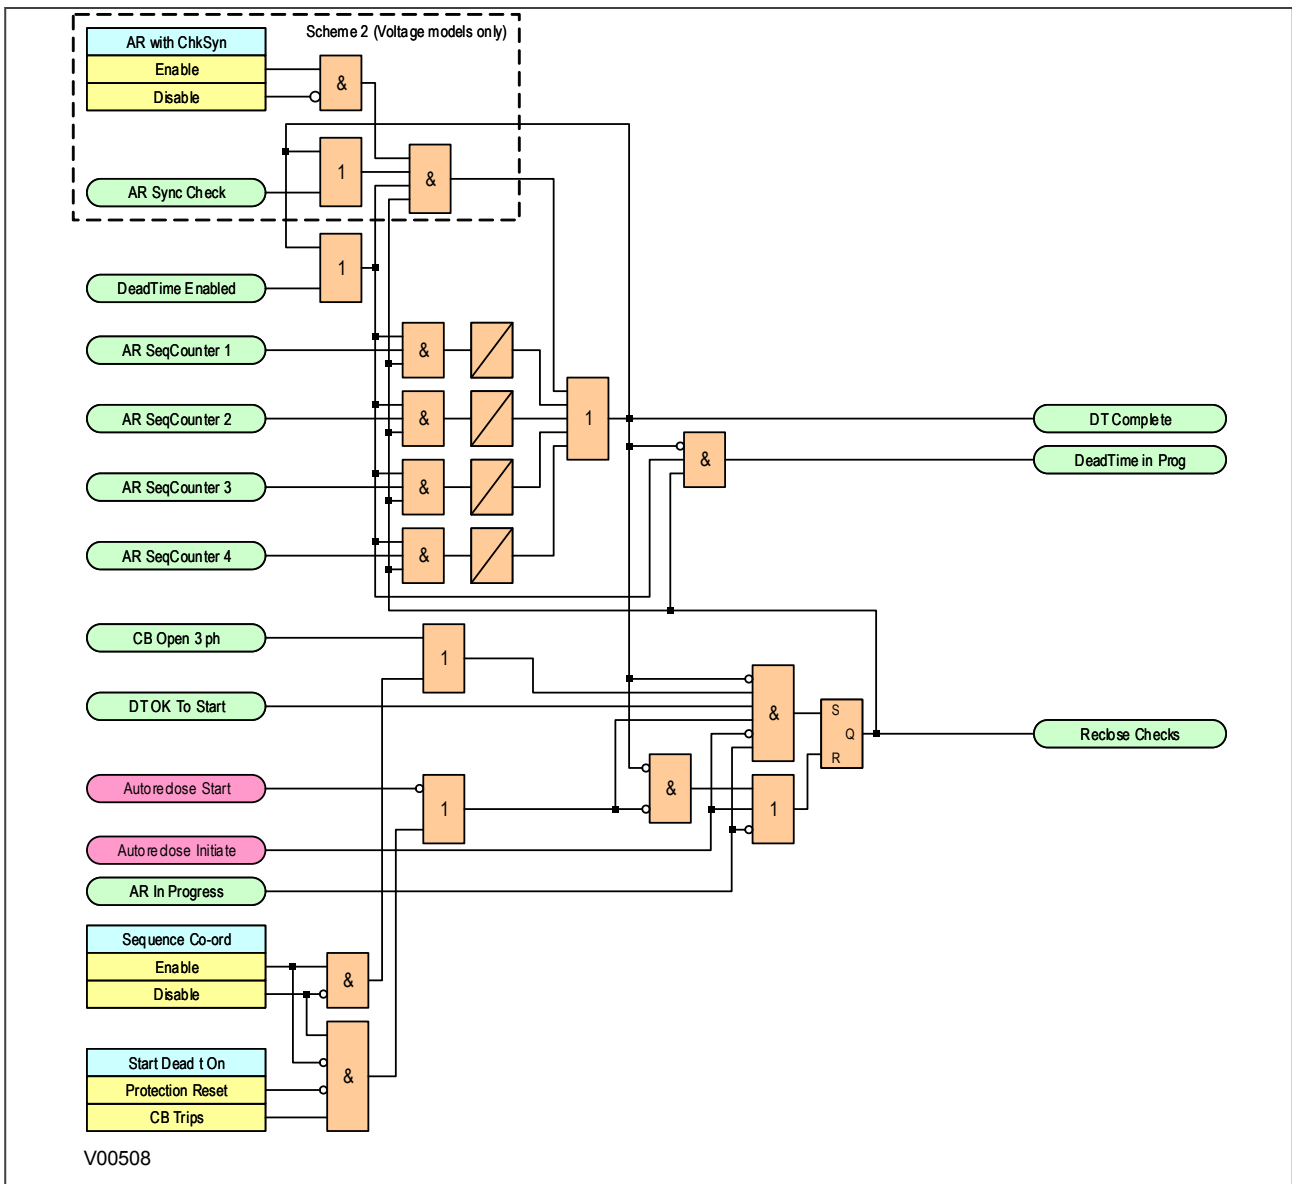 Scheme 2 (Voltage models only)
AR with ChkSyn
Enable
Disable
&
1
&
AR Sync Check
1
DeadTime Enabled
AR SeqCounter 1
&
AR SeqCounter 2
&
1
DT Complete
&
DeadTime in Prog
AR SeqCounter 3
&
AR SeqCounter 4
&
CB Open 3 ph
1
DT OK To Start
&
S
Q
R
Reclose Checks
Autoreclose Start
1
&
1
Autoreclose Initiate
AR In Progress
Sequence Co-ord
Enable
Disable
&
Start Dead t On
Protection Reset
CB Trips
&
V00508